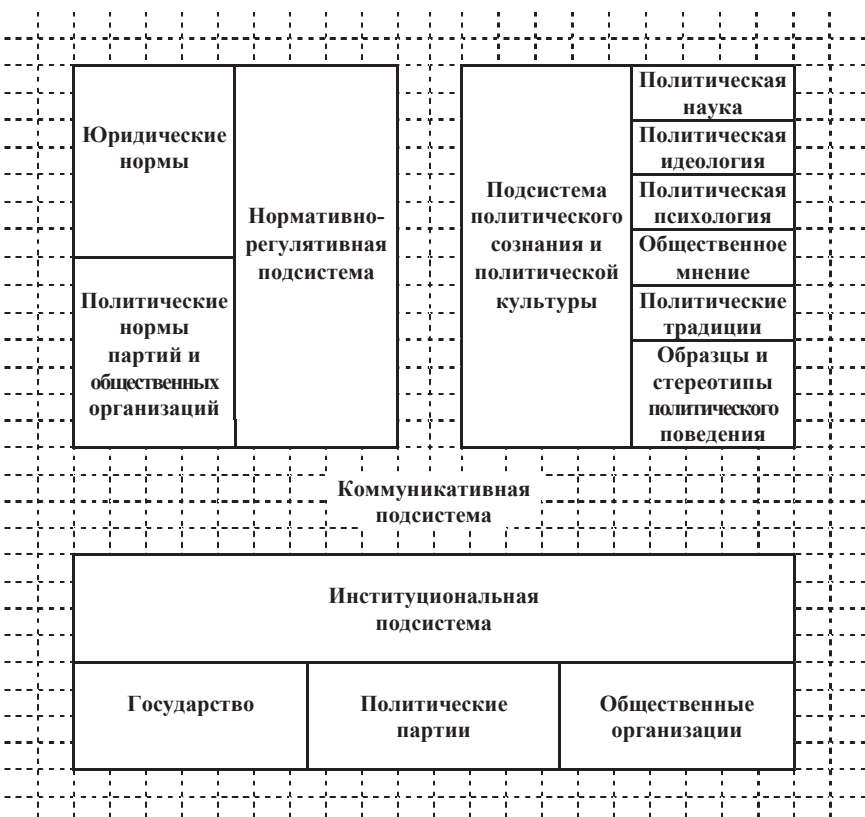 Юридические
нормы
Политические
нормы
партий и
общественных
организаций
Нормативно-
регулятивная
подсистема
Подсистема
политического
сознания и
политической
культуры
Политическая
наука
Политическая
идеология
Политическая
психология
Общественное
мнение
Политические
традиции
Образцы и
стереотипы
политического
поведения
Коммуникативная
подсистема
Институциональная
подсистема
Государство
Политические
партии
Общественные
организации